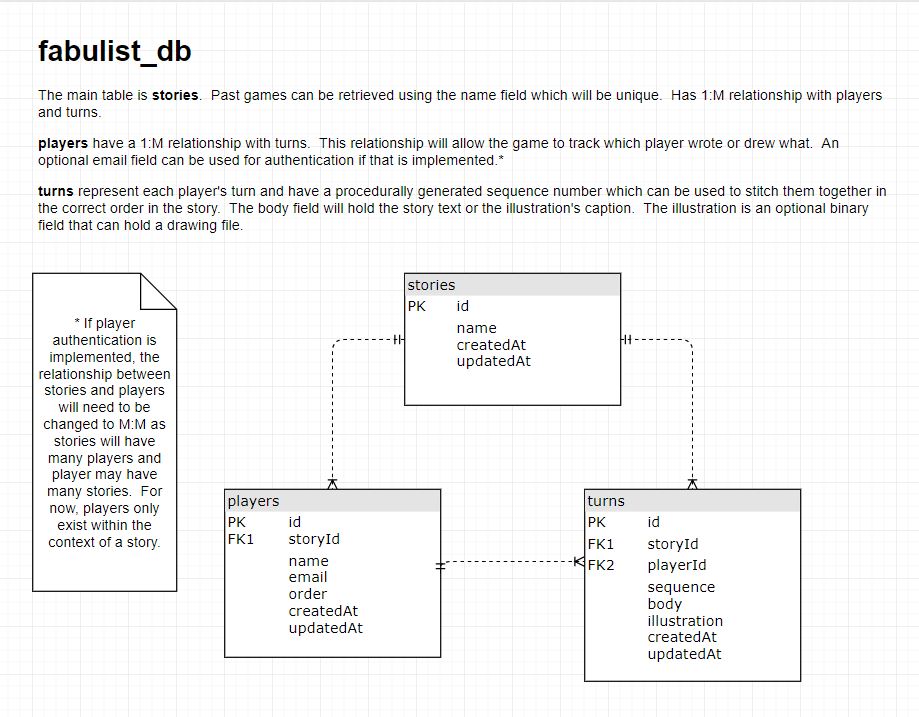 fabulist_db
The main table is stories.  Past games can be retrieved using the name field which will be unique.  Has 1:M relationship with players
and turns.
players have a 1:M relationship with turns.  This relationship will allow the game to track which player wrote or drew what.  An
optional email field can be used for authentication if that is implemented.*
turns represent each player's turn and have a procedurally generated sequence number which can be used to stitch them together in
the correct order in the story.  The body field will hold the story text or the illustration's caption.  The illustration is an optional binary
field that can hold a drawing file.
* If player
authentication is
implemented, the
relationship between
stories and players
will need to be
changed to M:M as
stories will have
many players and
player may have
many stories.  For
now, players only
exist within the
context of a story.
stories
PK id
name
createdAt
updatedAt
players
PK id
FK1 storyId
name
email
order
createdAt
updatedAt
turns
PK id
FK1 storyId
FK2 playerId
sequence
body
illustration
createdAt
updatedAt